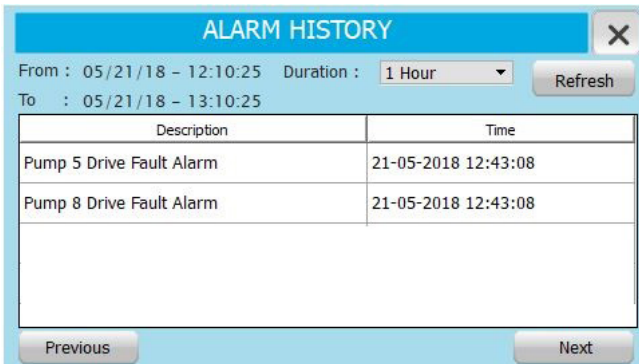 ALARM HISTORY
From : 05/21/18 - 12:10:25 Duration : 1 Hour Refresh
To : 05/21/18 - 13:10:25
Description Time
Pump 5 Drive Fault Alarm 21-05-2018 12:43:08
Pump 8 Drive Fault Alarm 21-05-2018 12:43:08
Previous Next